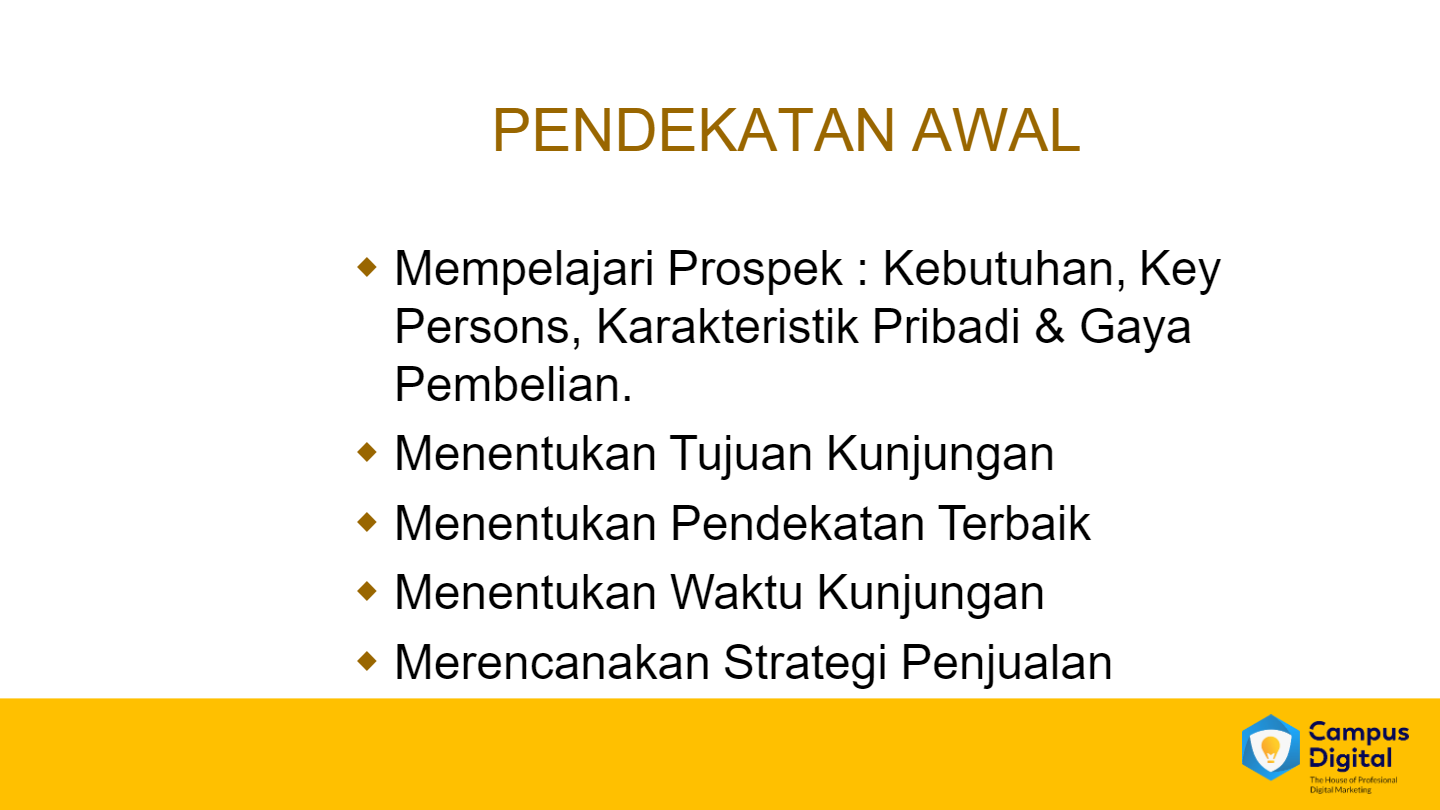 PENDEKATAN AWAL
◆ Mempelajari Prospek : Kebutuhan, Key
Persons, Karakteristik Pribadi & Gaya
Pembelian.
◆ Menentukan Tujuan Kunjungan
◆ Menentukan Pendekatan Terbaik
◆ Menentukan Waktu Kunjungan
◆ Merencanakan Strategi Penjualan
Campus
Digital
The House of Profesional
Digital Marketing